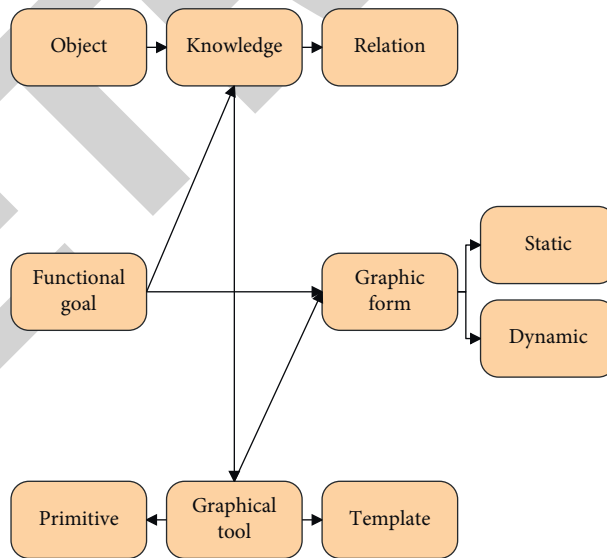 Object
Knowledge
Relation
Functional
goal
Graphic
form
Static
Dynamic
Primitive
Graphical
tool
Template